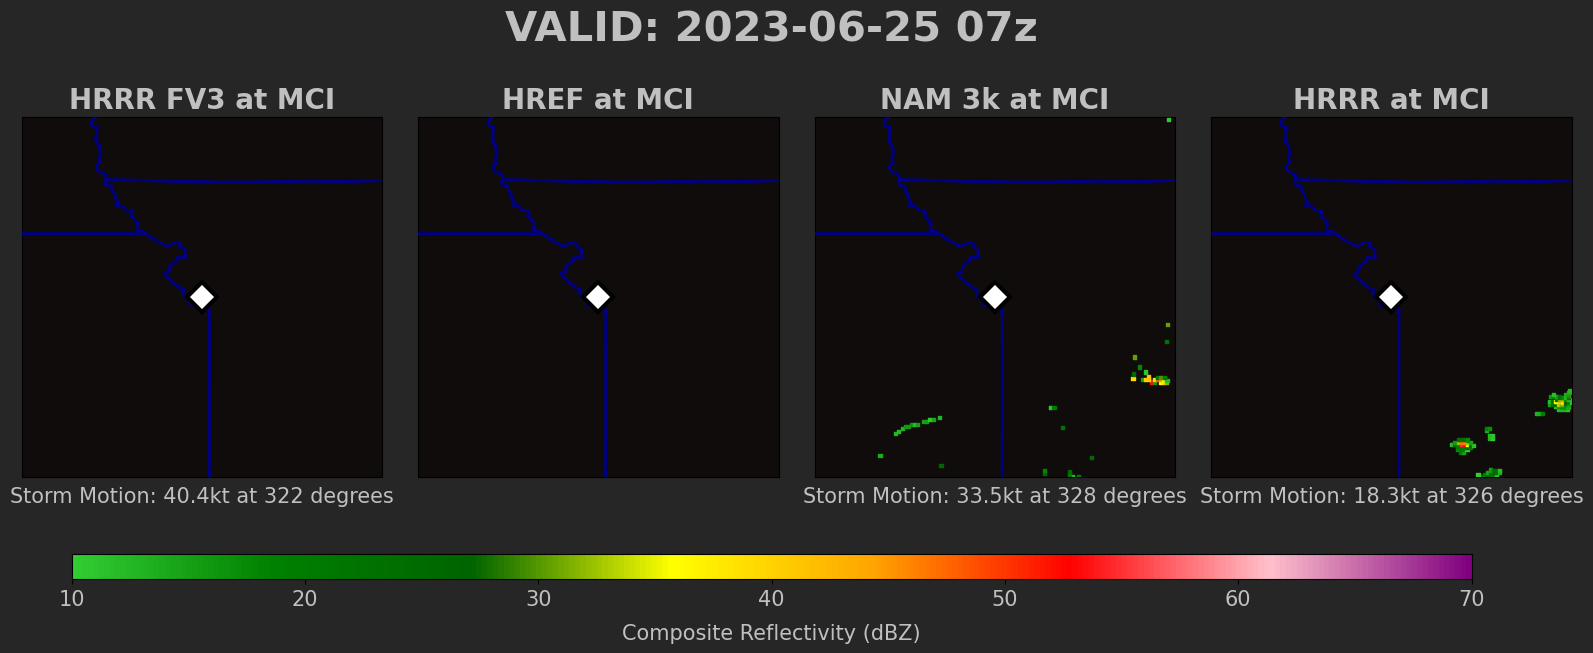 VALID: 2023-06-25 07z
HRRR FV3 at MCI
HREF at MCI
NAM 3k at MCI
HRRR at MCI
Storm Motion: 40.4kt at 322 degrees
Storm Motion: 33.5kt at 328 degrees
Storm Motion: 18.3kt at 326 degrees
10 20 30 40 50 60 70
Composite Reflectivity (dBZ)